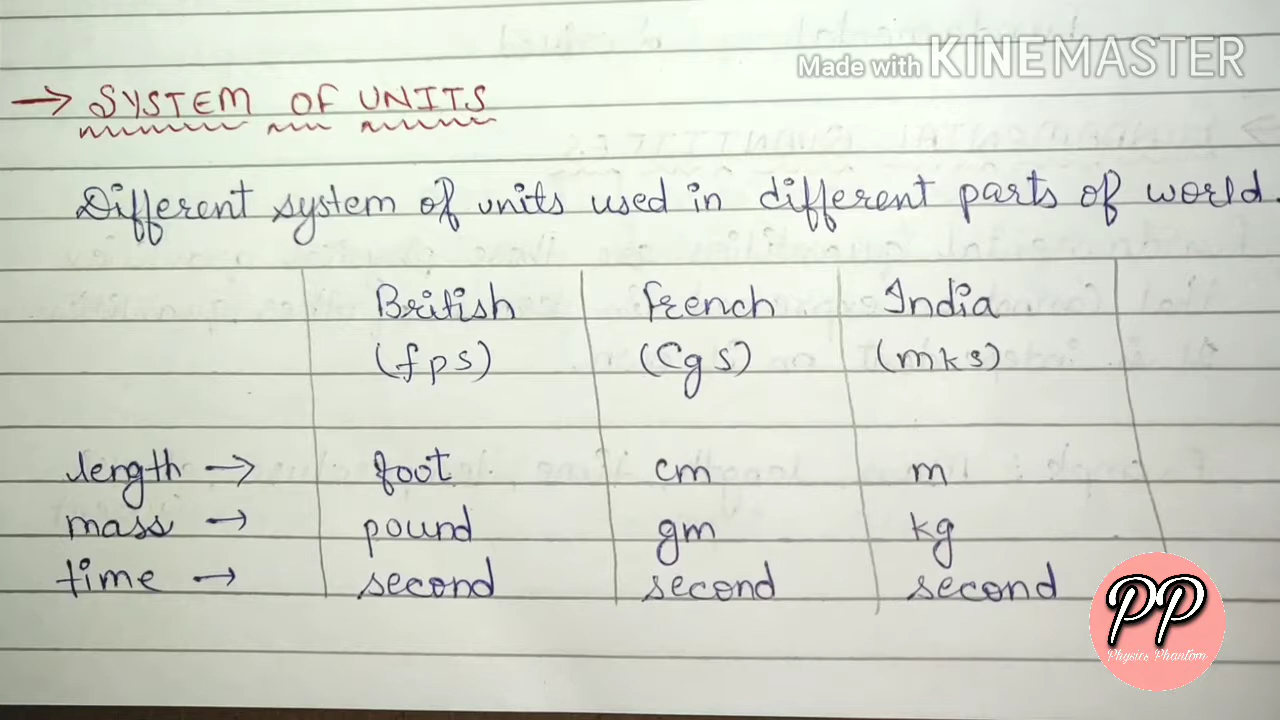 Made with KINEMASTER
→ SYSTEM OF UNITS
Different system of units used in different parts of world.
British French India
(fps) (Cgs) (mks)
length → foot cm m
mass → pound gm kg
time → second second second
PP
Physics Phantom